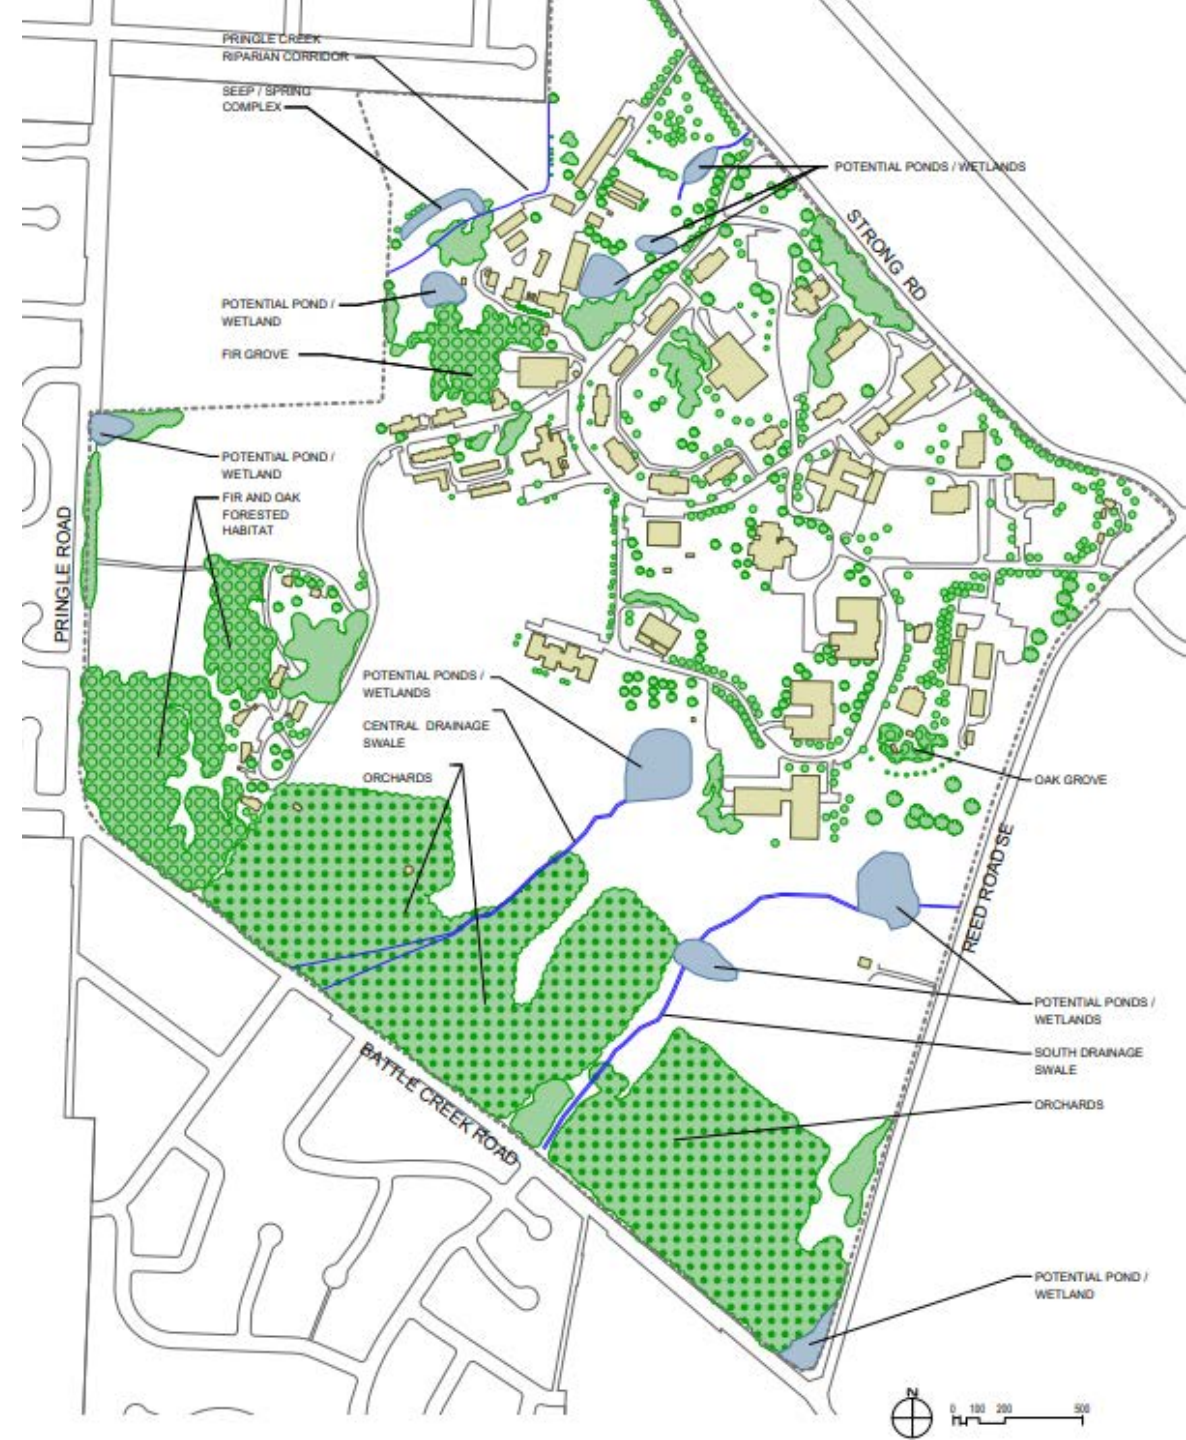 PRINGLE CREEK
RIPARIAN CORRIDOR
SEEP / SPRING
COMPLEX
POTENTIAL PONDS / WETLANDS
STRONG RD
POTENTIAL POND /
WETLAND
FIR GROVE
POTENTIAL POND /
WETLAND
FIR AND OAK
FORESTED
HABITAT
PRINGLE ROAD
POTENTIAL PONDS /
WETLANDS
CENTRAL DRAINAGE
SWALE
ORCHARDS
OAK GROVE
REED ROAD SE
POTENTIAL PONDS /
WETLANDS
SOUTH DRAINAGE
SWALE
ORCHARDS
BATTLE CREEK ROAD
POTENTIAL POND /
WETLAND
N
0 100 200 500